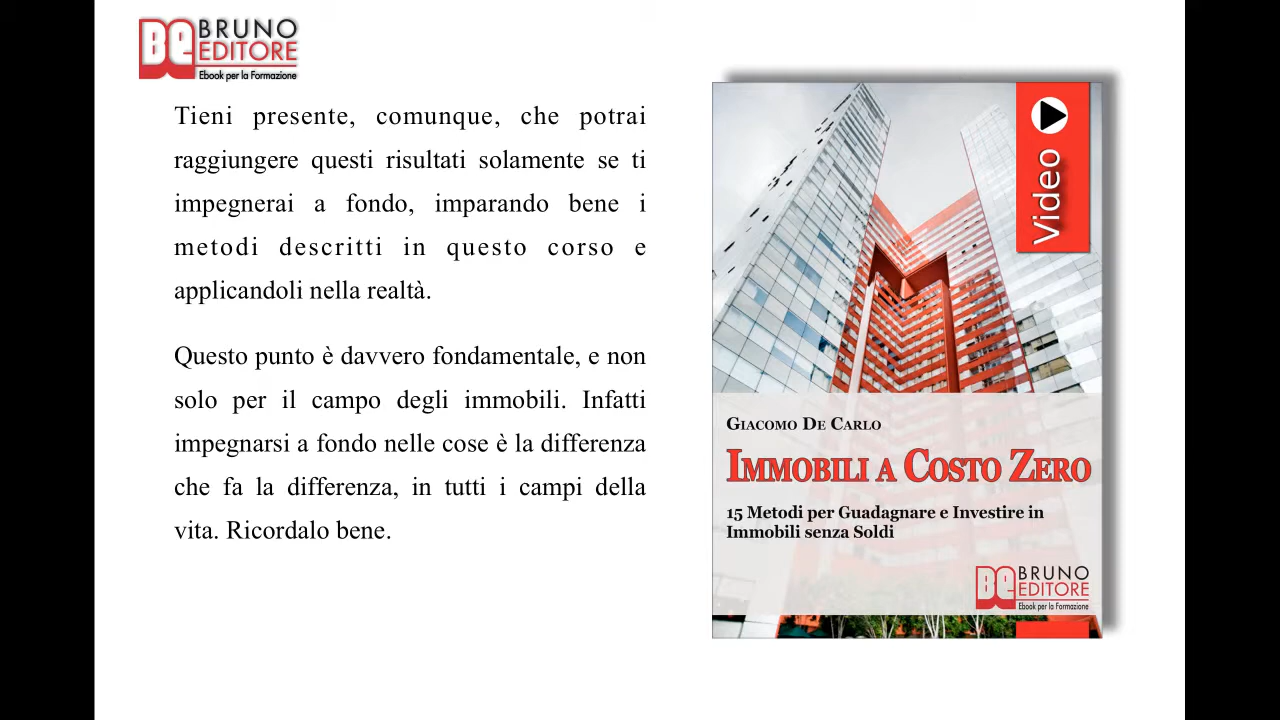 BRUNO
EDITORE
Ebook per la Formazione
Tieni presente, comunque, che potrai
raggiungere questi risultati solamente se ti
impegnerai a fondo, imparando bene i
metodi descritti in questo corso e
applicandoli nella realtà.
Questo punto è davvero fondamentale, e non
solo per il campo degli immobili. Infatti
impegnarsi a fondo nelle cose è la differenza
che fa la differenza, in tutti i campi della
vita. Ricordalo bene.
Video
GIACOMO DE CARLO
IMMOBILI A COSTO ZERO
15 Metodi per Guadagnare e Investire in
Immobili senza Soldi
BE BRUNO
EDITORE
Ebook per la Formazione